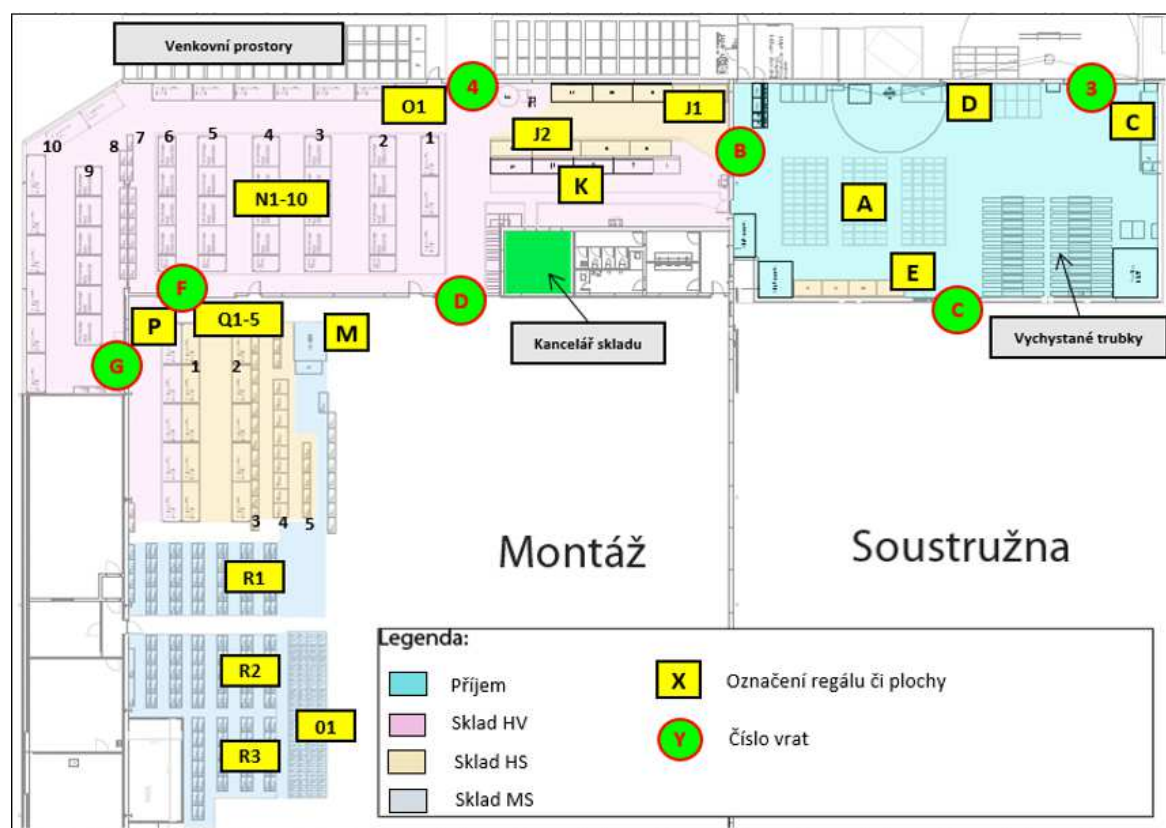 Venkovní prostory
4
3
O1
J1
D
C
J2
B
10
9
8
7
6
5
4
3
2
1
K
N1-10
A
E
F
D
C
P
Q1-5
M
Kancelář skladu
Vychystané trubky
G
1
2
3
4
5
Montáž
Soustružna
R1
R2
01
R3
Legenda:
Příjem
X
Označení regálu či plochy
Sklad HV
Y
Číslo vrat
Sklad HS
Sklad MS